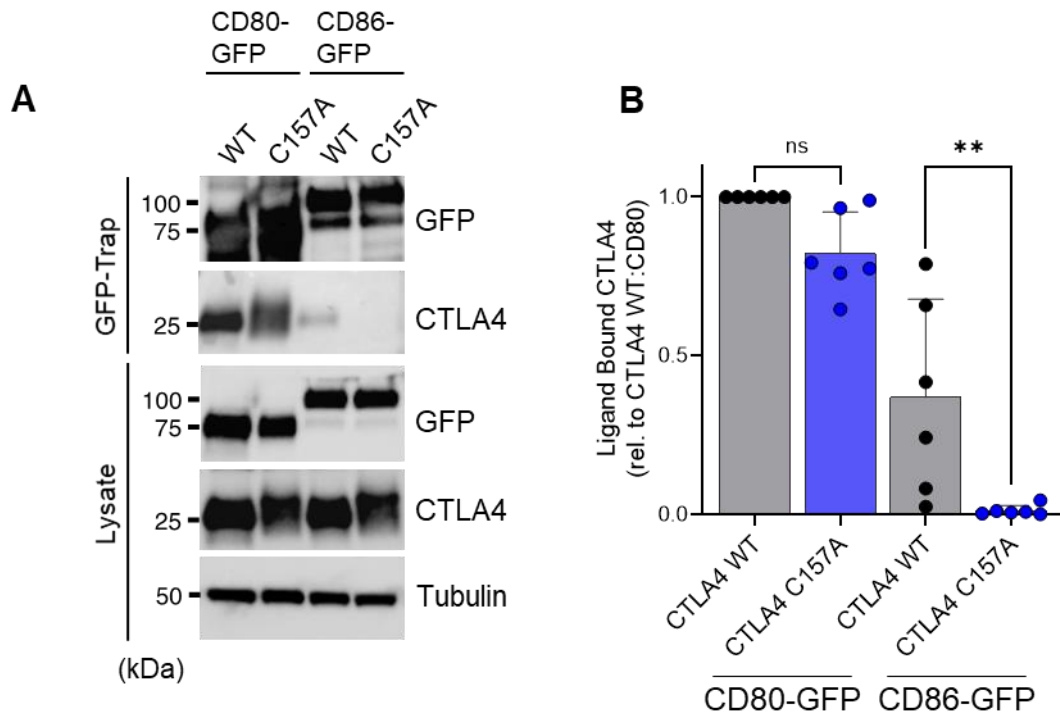 CD80-
GFP
CD86-
GFP
A
WT
C157A
WT
C157A
GFP-Trap
100
75
GFP
25
CTLA4
Lysate
100
75
GFP
25
CTLA4
50
Tubulin
(kDa)
B
ns
**
Ligand Bound CTLA4
(rel. to CTLA4 WT:CD80)
1.0
0.5
0.0
CTLA4 WT
CTLA4 C157A
CTLA4 WT
CTLA4 C157A
CD80-GFP
CD86-GFP